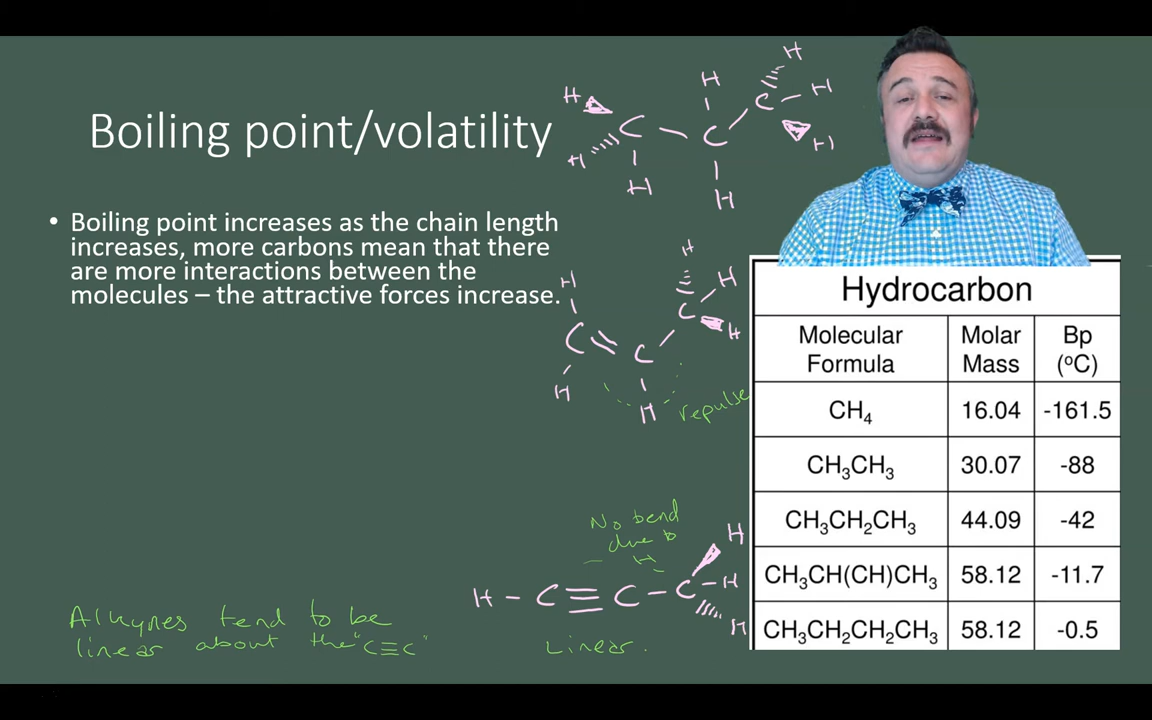 Boiling point/volatility
• Boiling point increases as the chain length
increases, more carbons mean that there
are more interactions between the
molecules – the attractive forces increase.
H
H
H
C
C
C
H
H
H
H
H
H
H
H
C
C
C
H
H
H
repulse
No bend
due to
H
H – C ≡ C – C – H
H
H
Linear.
Alkynes tend to be
linear about the "C≡C"
Hydrocarbon
Molecular Formula Molar Mass Bp (°C)
CH₄ 16.04 -161.5
CH₃CH₃ 30.07 -88
CH₃CH₂CH₃ 44.09 -42
CH₃CH(CH)CH₃ 58.12 -11.7
CH₃CH₂CH₂CH₃ 58.12 -0.5